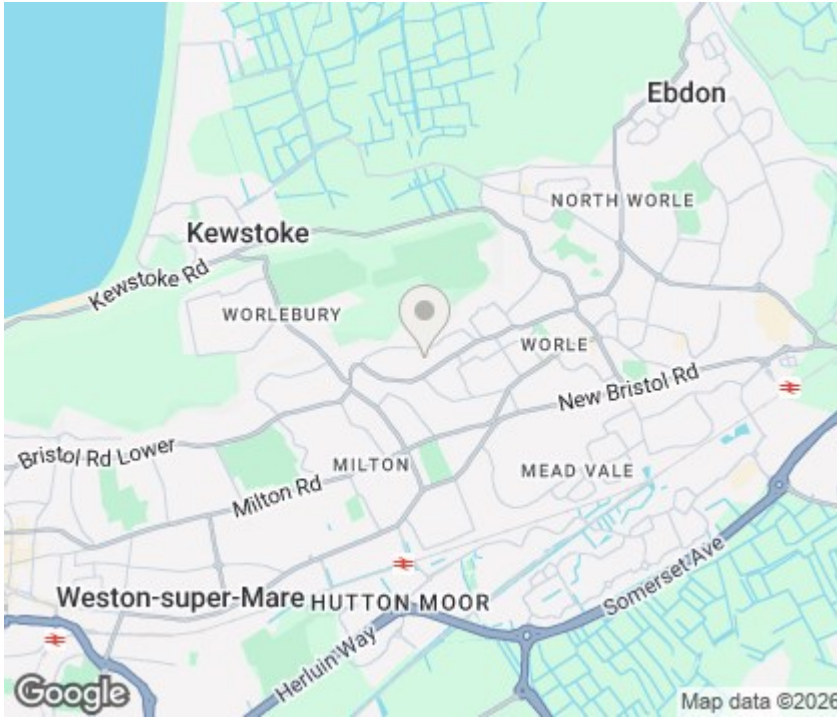 Ebdon
NORTH WORLE
Kewstoke
Kewstoke Rd
WORLEBURY
WORLE
New Bristol Rd
Bristol Rd Lower
MILTON
MEAD VALE
Milton Rd
Somerset Ave
Weston-super-Mare
HUTTON MOOR
Herluin Way
Google
Map data ©2026